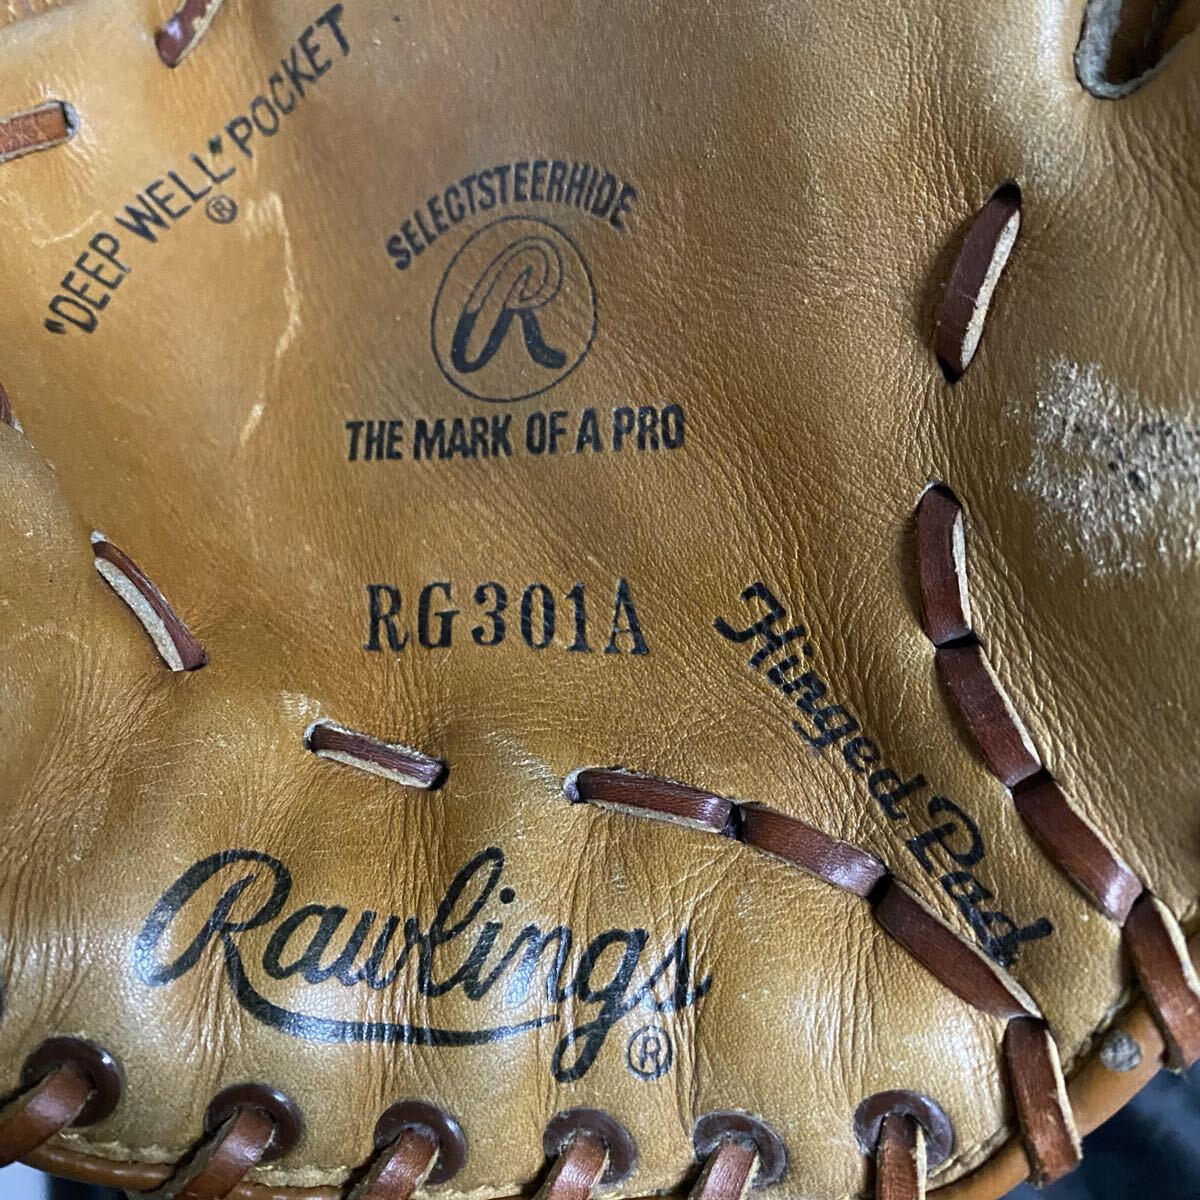 "DEEP WELL" POCKET
®
SELECTSTEERHIDE
R
THE MARK OF A PRO
RG301A
Hinged Pad
Rawlings
®